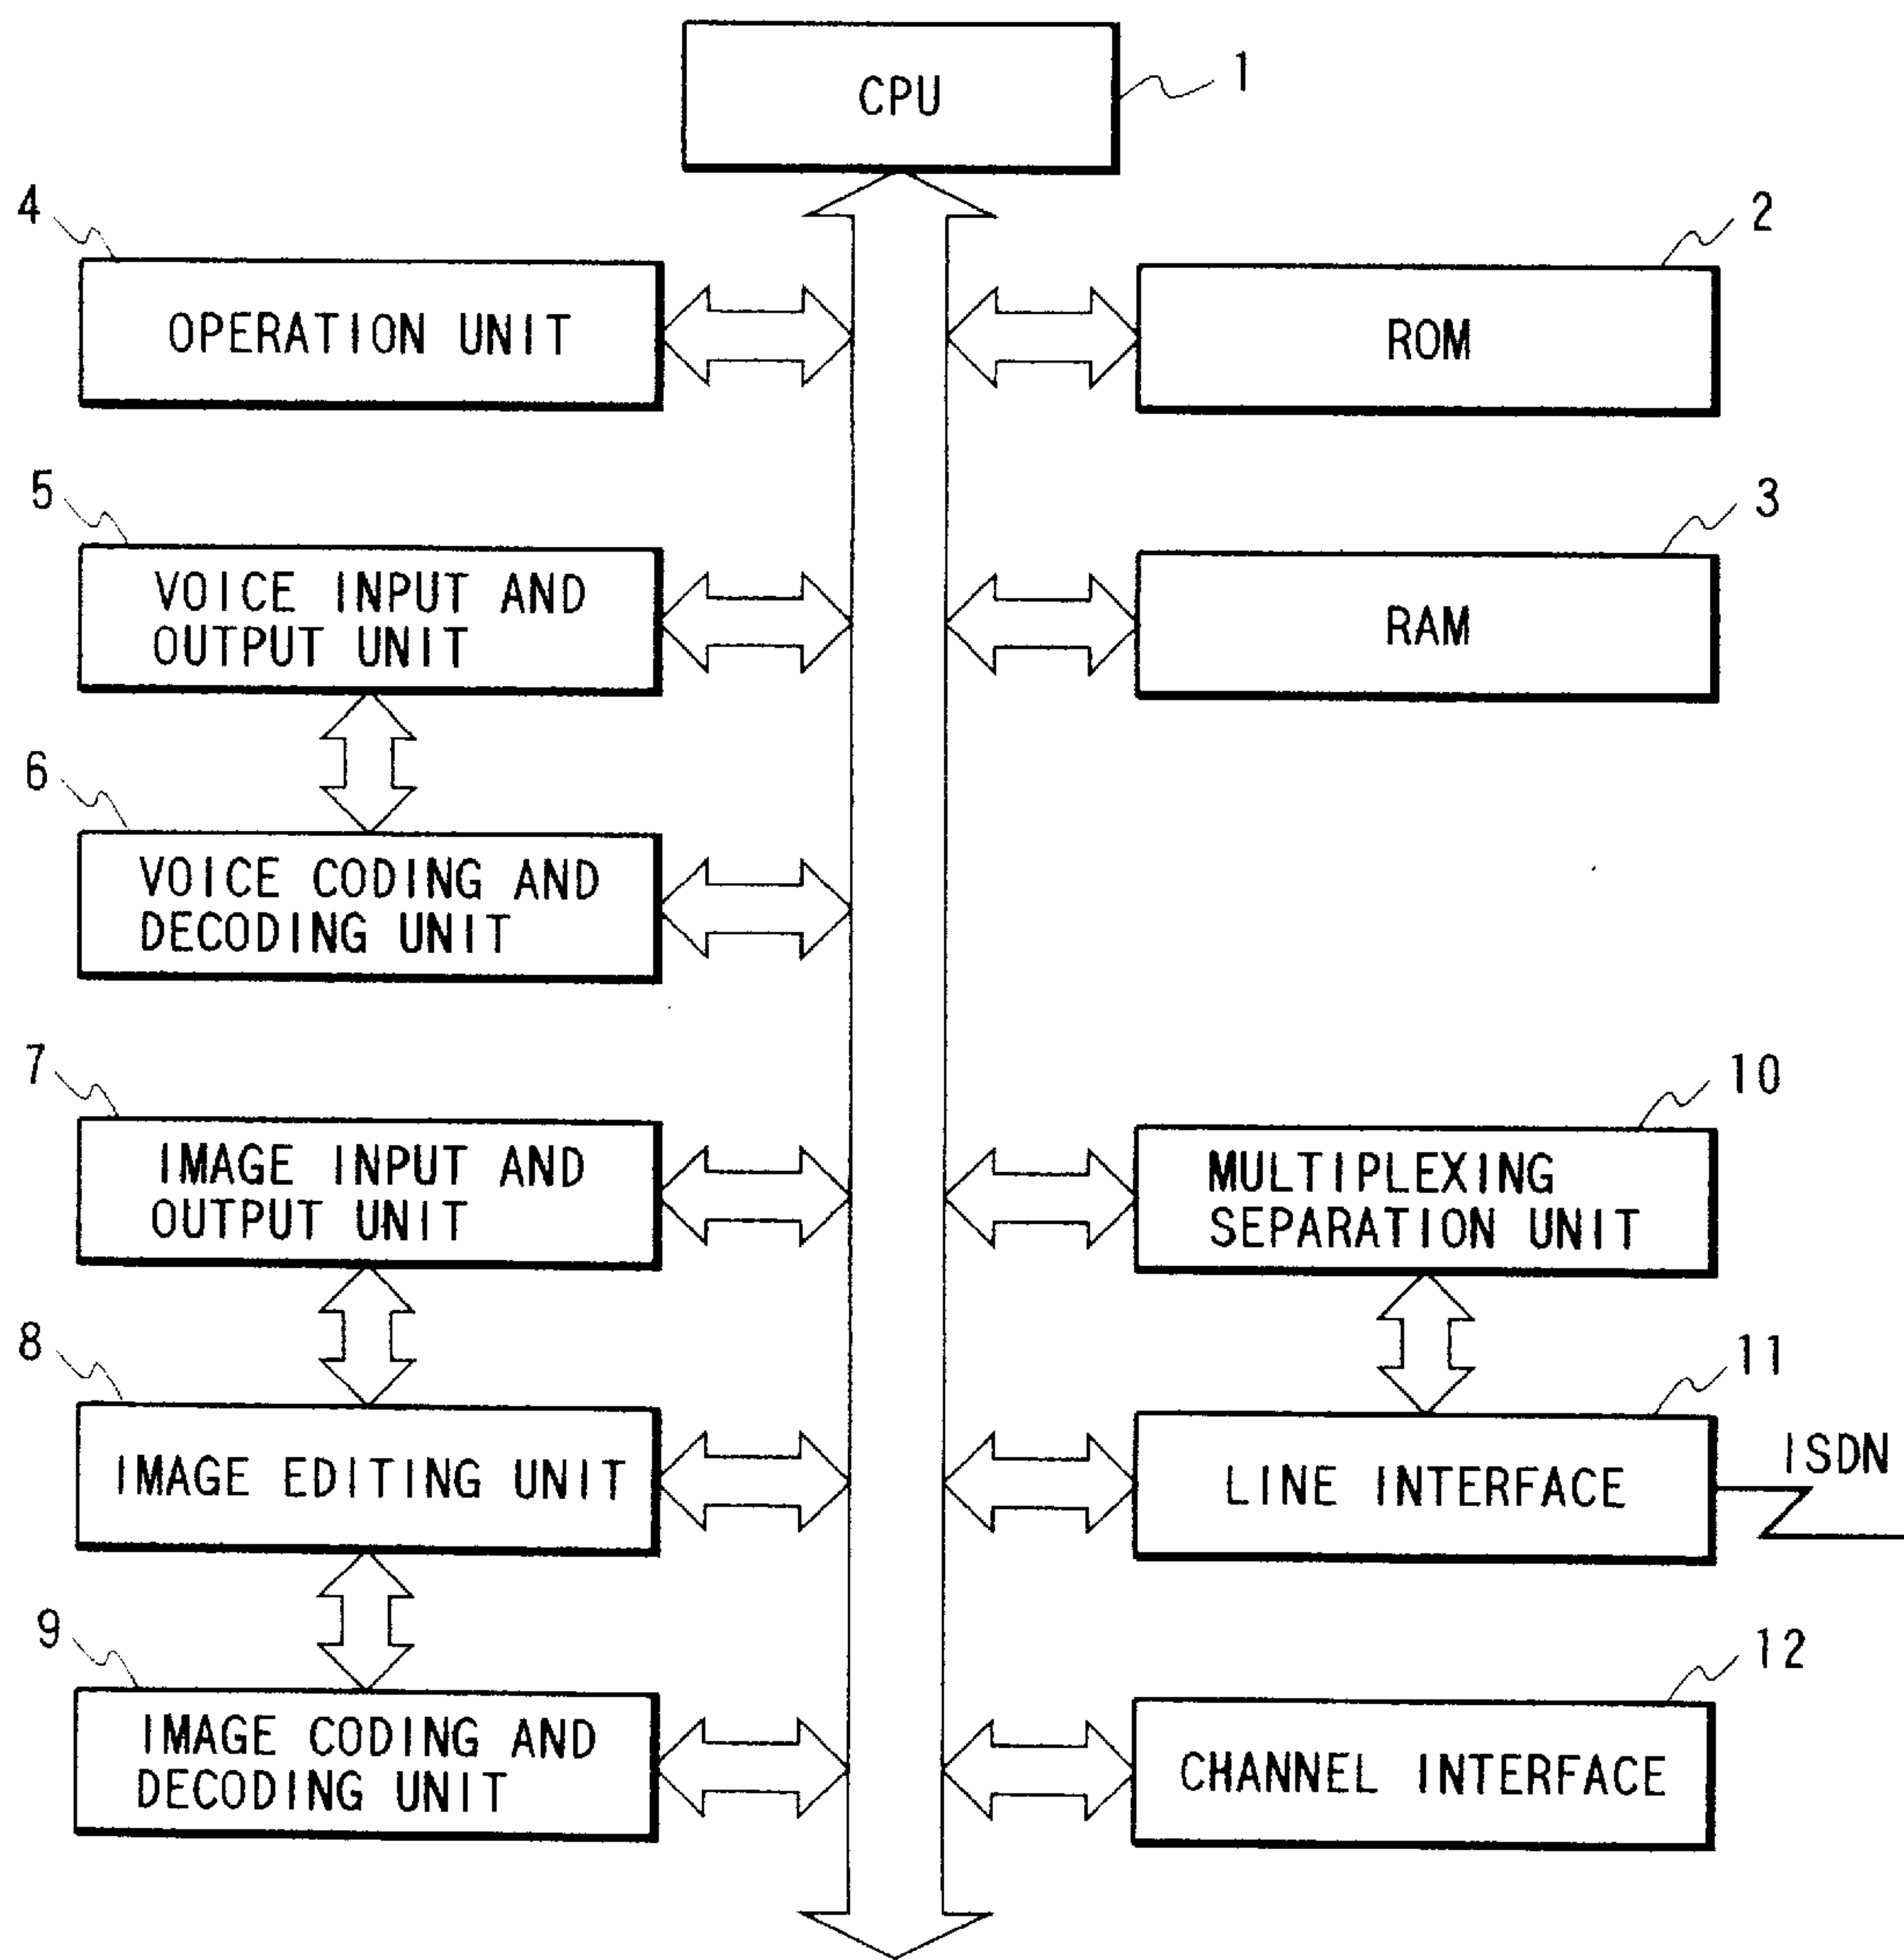 CPU
1
4
OPERATION UNIT
2
ROM
5
VOICE INPUT AND
OUTPUT UNIT
3
RAM
6
VOICE CODING AND
DECODING UNIT
7
IMAGE INPUT AND
OUTPUT UNIT
10
MULTIPLEXING
SEPARATION UNIT
8
IMAGE EDITING UNIT
11
LINE INTERFACE
ISDN
9
IMAGE CODING AND
DECODING UNIT
12
CHANNEL INTERFACE